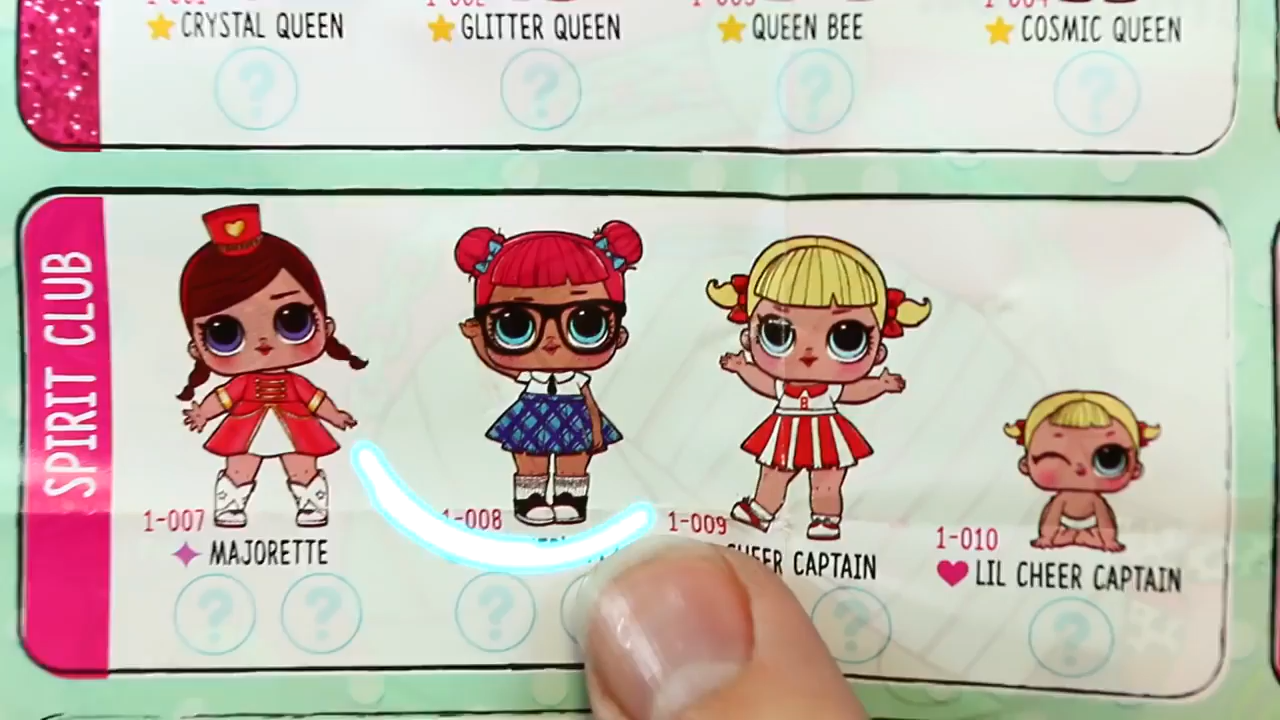 CRYSTAL QUEEN
GLITTER QUEEN
QUEEN BEE
COSMIC QUEEN
?
?
?
?
SPIRIT CLUB
1-007
MAJORETTE
? ?
1-008
?
1-009
CHEER CAPTAIN
?
1-010
LIL CHEER CAPTAIN
?